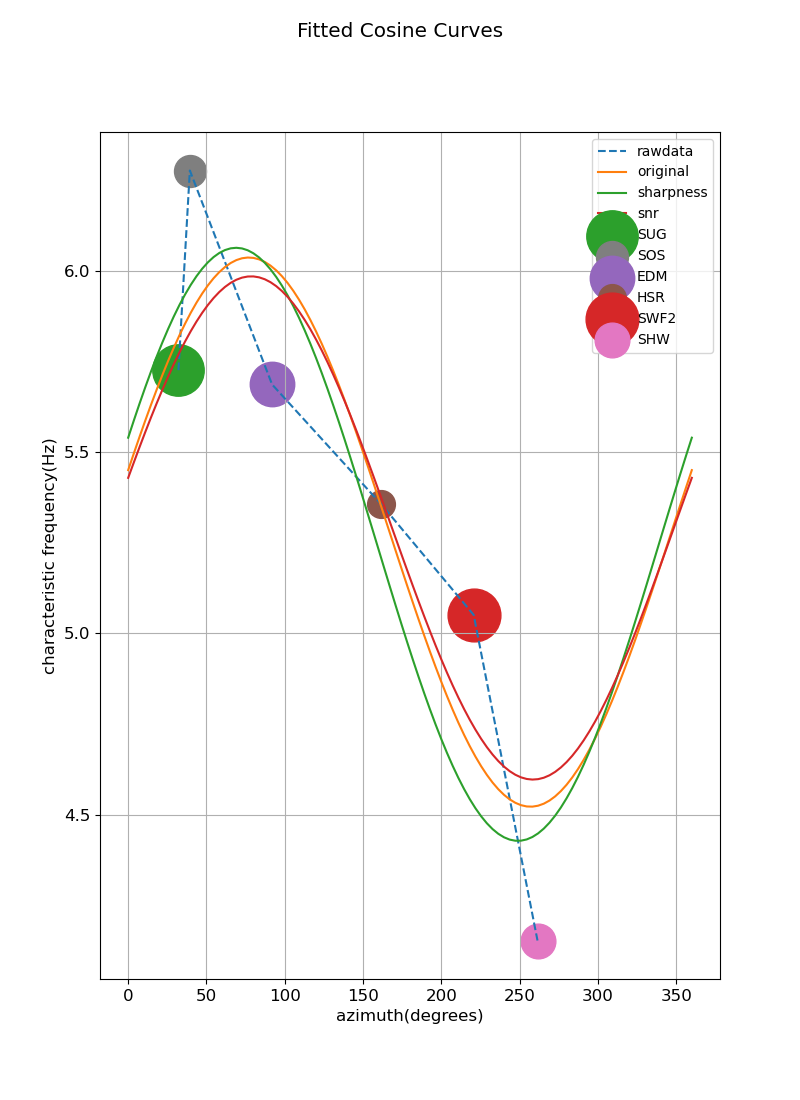 Fitted Cosine Curves
characteristic frequency(Hz)
6.0
5.5
5.0
4.5
0 50 100 150 200 250 300 350
azimuth(degrees)
rawdata
original
sharpness
snr
SUG
SOS
EDM
HSR
SWF2
SHW